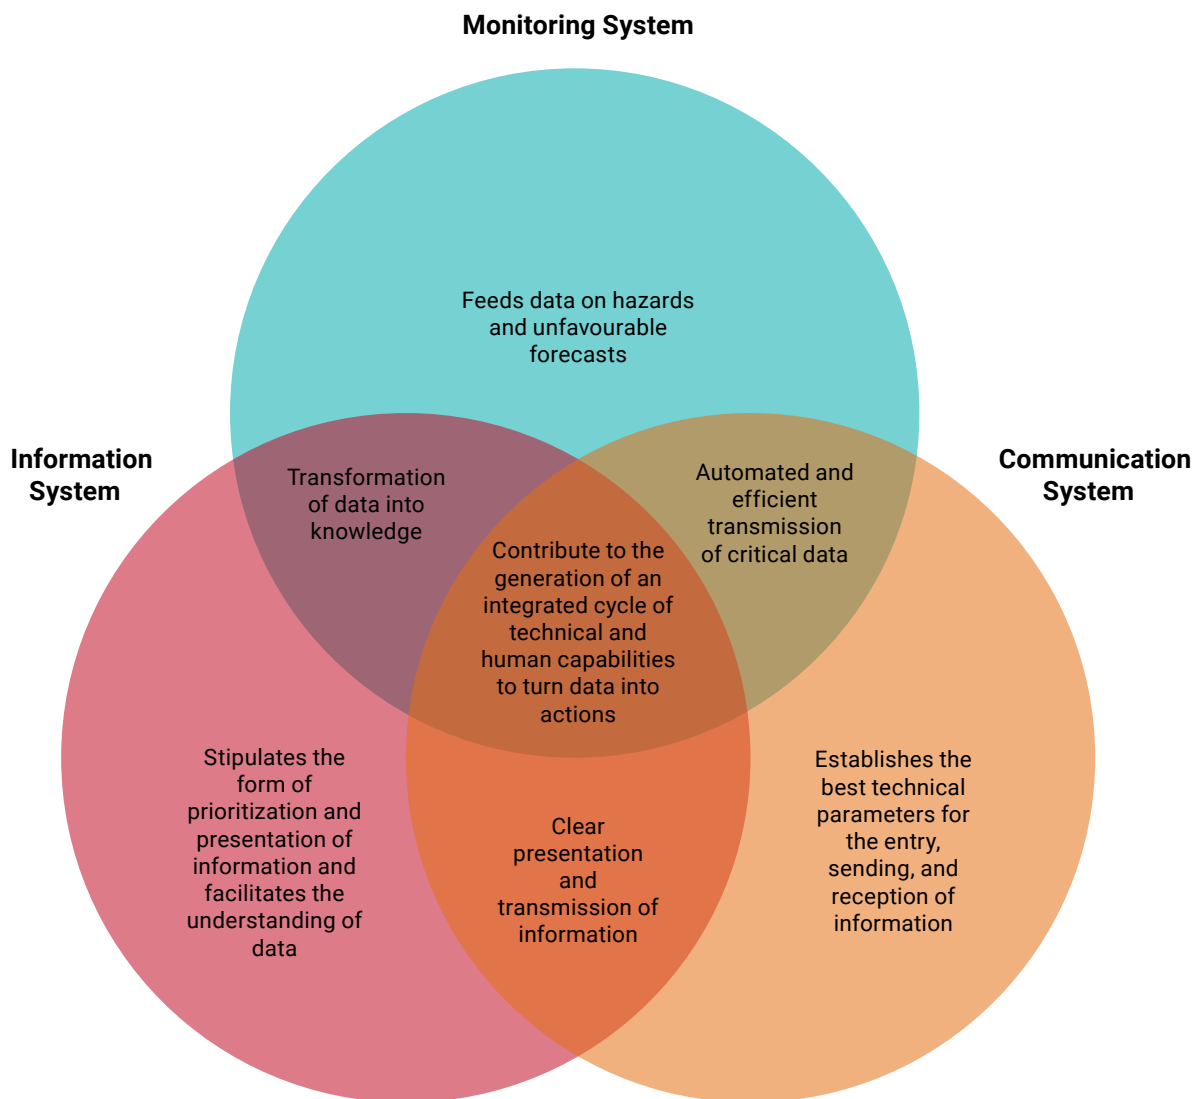 Monitoring System
Feeds data on hazards
and unfavourable
forecasts
Information
System
Communication
System
Transformation
of data into
knowledge
Automated and
efficient
transmission
of critical data
Contribute to the
generation of an
integrated cycle of
technical and
human capabilities
to turn data into
actions
Stipulates the
form of
prioritization and
presentation of
information and
facilitates the
understanding of
data
Clear
presentation
and
transmission of
information
Establishes the
best technical
parameters for
the entry,
sending, and
reception of
information